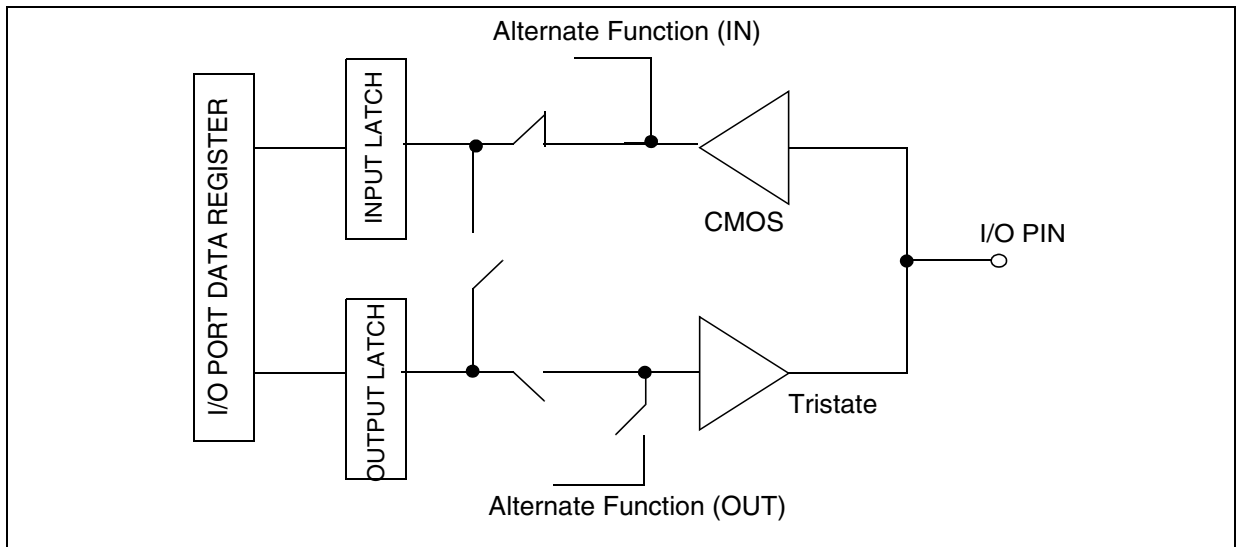 Alternate Function (IN)
I/O PORT DATA REGISTER
INPUT LATCH
CMOS
I/O PIN
OUTPUT LATCH
Tristate
Alternate Function (OUT)